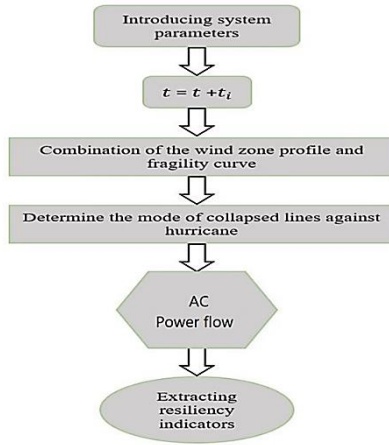 Introducing system
parameters
t = t +tᵢ
Combination of the wind zone profile and
fragility curve
Determine the mode of collapsed lines against
hurricane
AC
Power flow
Extracting
resiliency
indicators